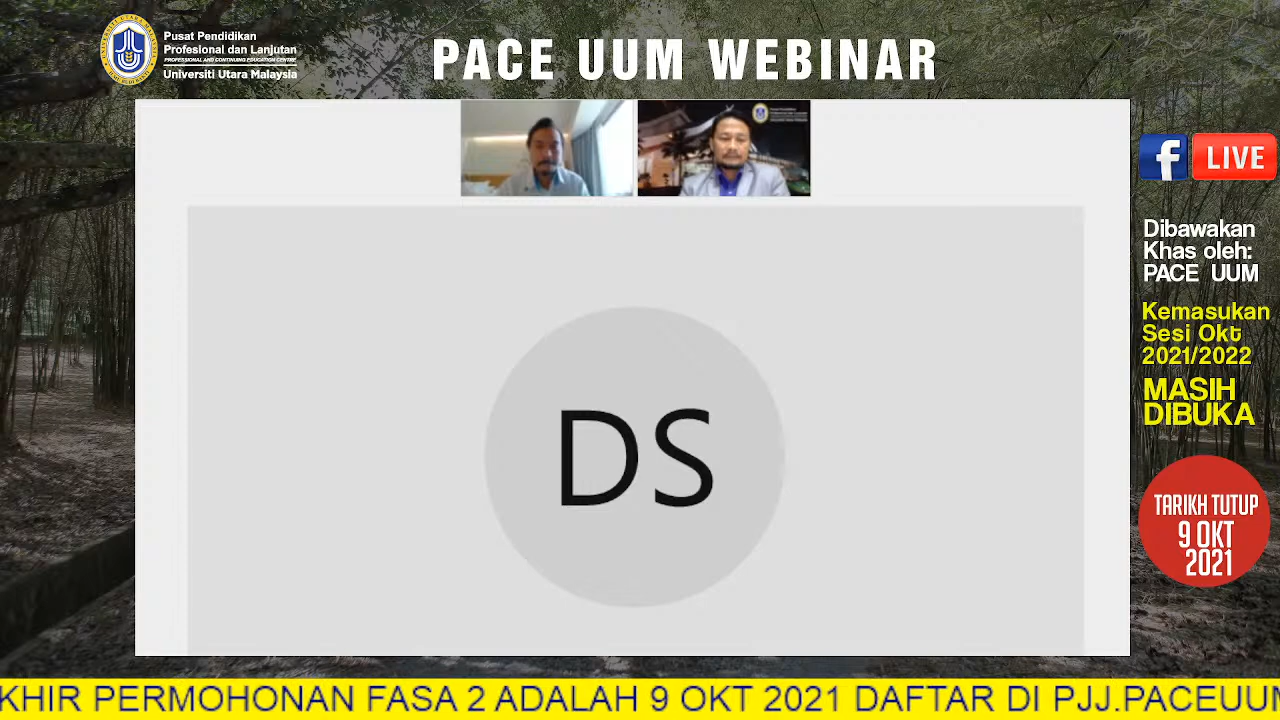 Pusat Pendidikan
Profesional dan Lanjutan
PROFESSIONAL AND CONTINUING EDUCATION CENTRE
Universiti Utara Malaysia
PACE UUM WEBINAR
f LIVE
Dibawakan
Khas oleh:
PACE UUM
Kemasukan
Sesi Okt
2021/2022
MASIH
DIBUKA
TARIKH TUTUP
9 OKT
2021
DS
KHIR PERMOHONAN FASA 2 ADALAH 9 OKT 2021 DAFTAR DI PJJ.PACEUUM